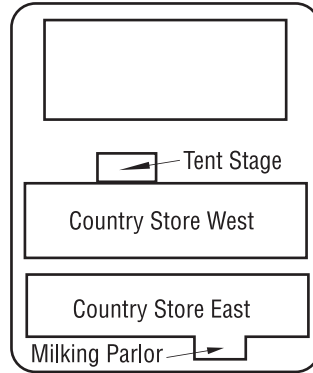 Tent Stage
Country Store West
Country Store East
Milking Parlor